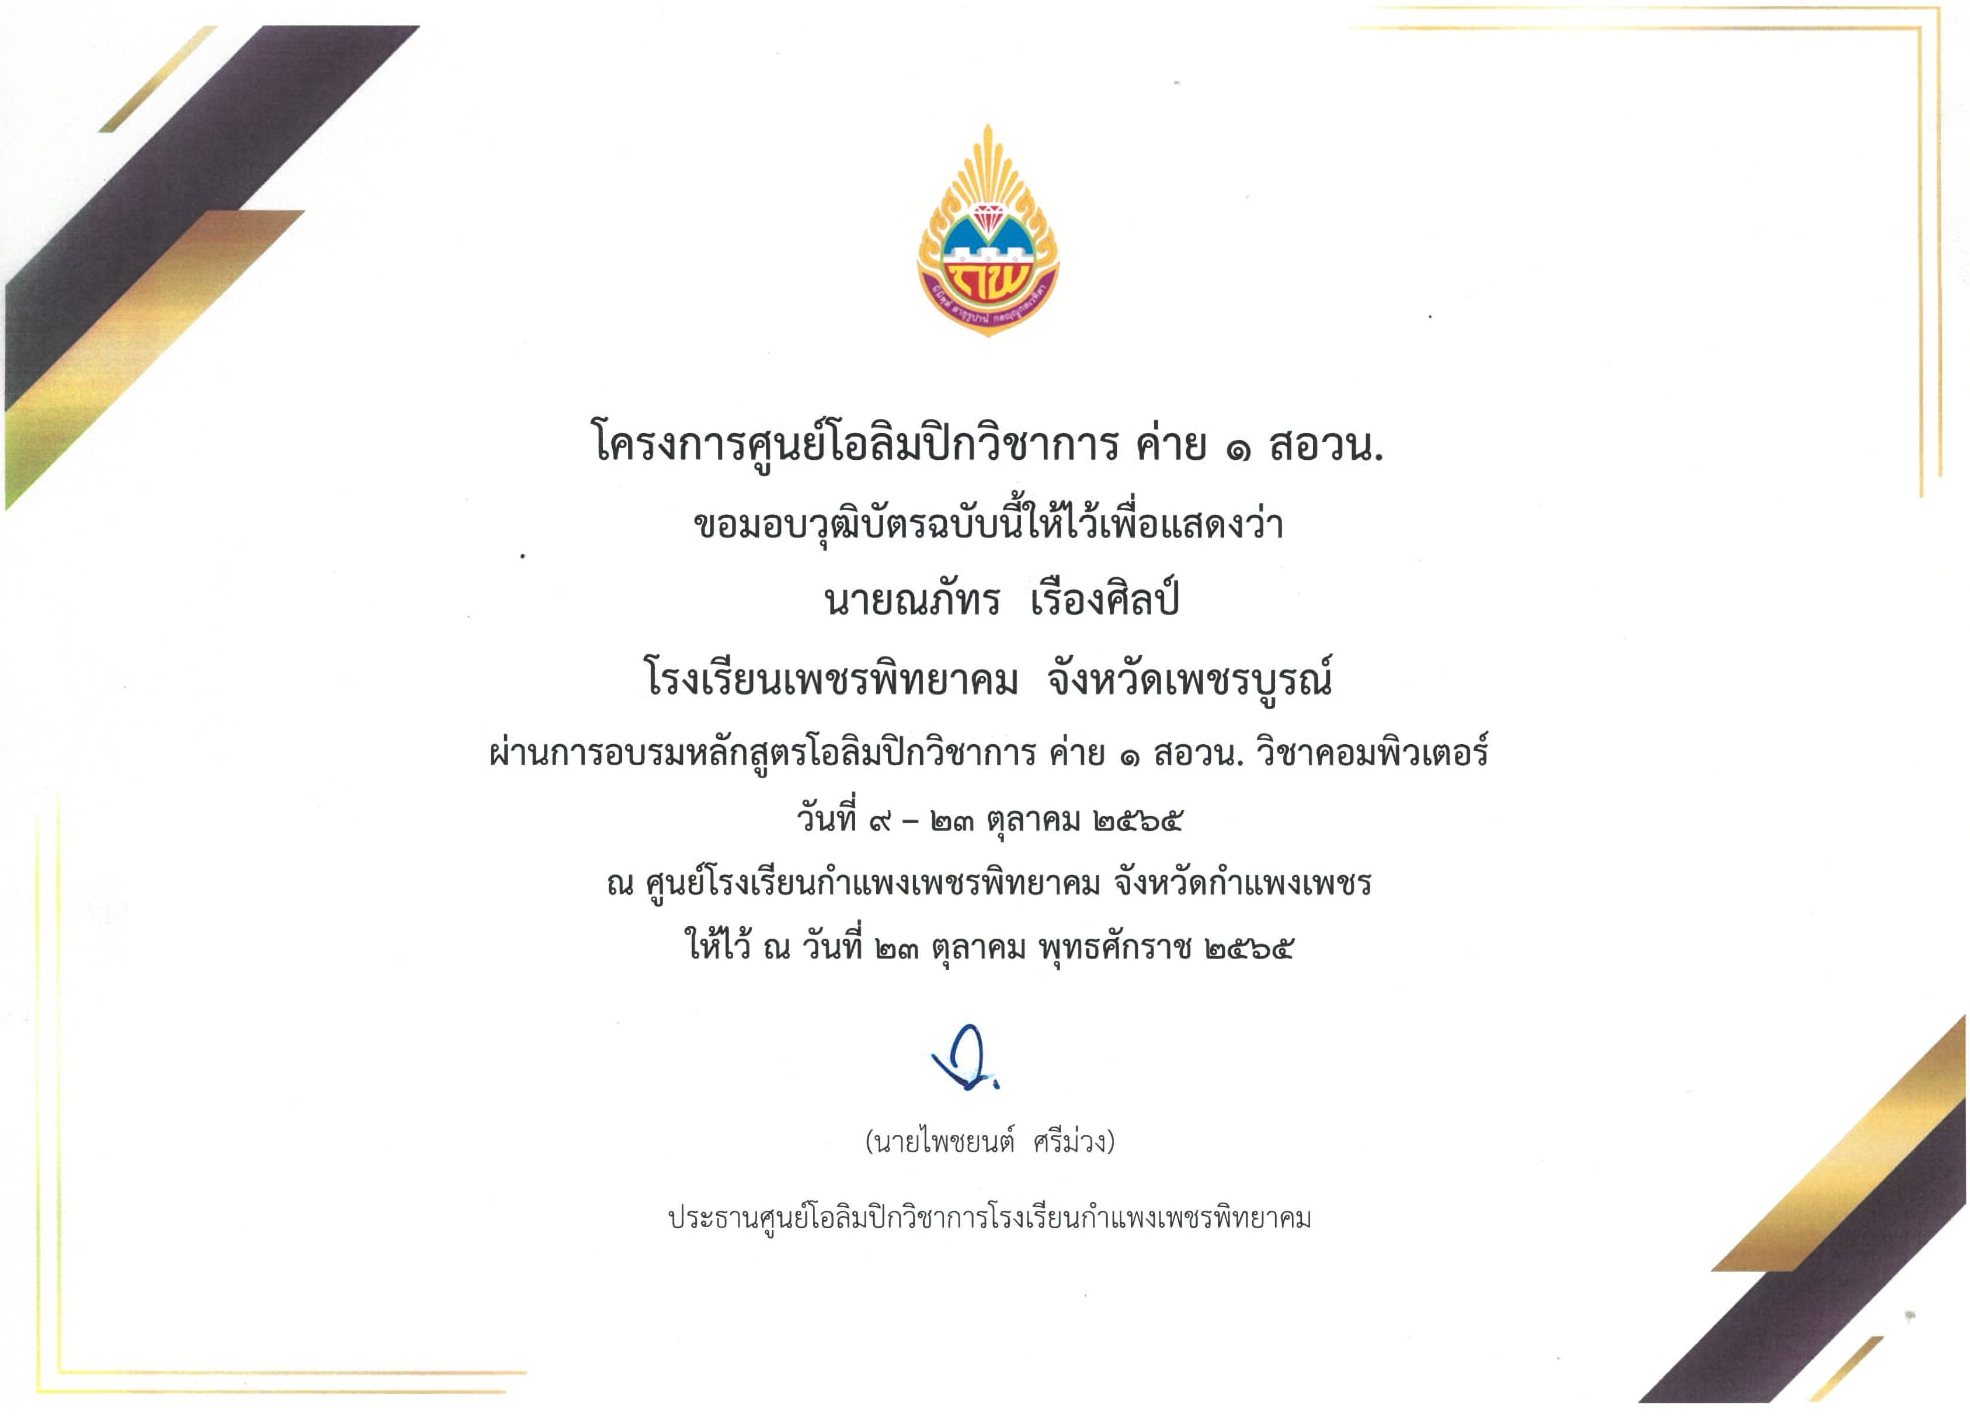 กพ
โครงการศูนย์โอลิมปิกวิชาการ ค่าย ๑ สอวน.
ขอมอบวุฒิบัตรฉบับนี้ให้ไว้เพื่อแสดงว่า
นายณภัทร เรืองศิลป์
โรงเรียนเพชรพิทยาคม จังหวัดเพชรบูรณ์
ผ่านการอบรมหลักสูตรโอลิมปิกวิชาการ ค่าย ๑ สอวน. วิชาคอมพิวเตอร์
วันที่ ๙ – ๒๓ ตุลาคม ๒๕๖๕
ณ ศูนย์โรงเรียนกำแพงเพชรพิทยาคม จังหวัดกำแพงเพชร
ให้ไว้ ณ วันที่ ๒๓ ตุลาคม พุทธศักราช ๒๕๖๕
(นายไพชยนต์ ศรีม่วง)
ประธานศูนย์โอลิมปิกวิชาการโรงเรียนกำแพงเพชรพิทยาคม